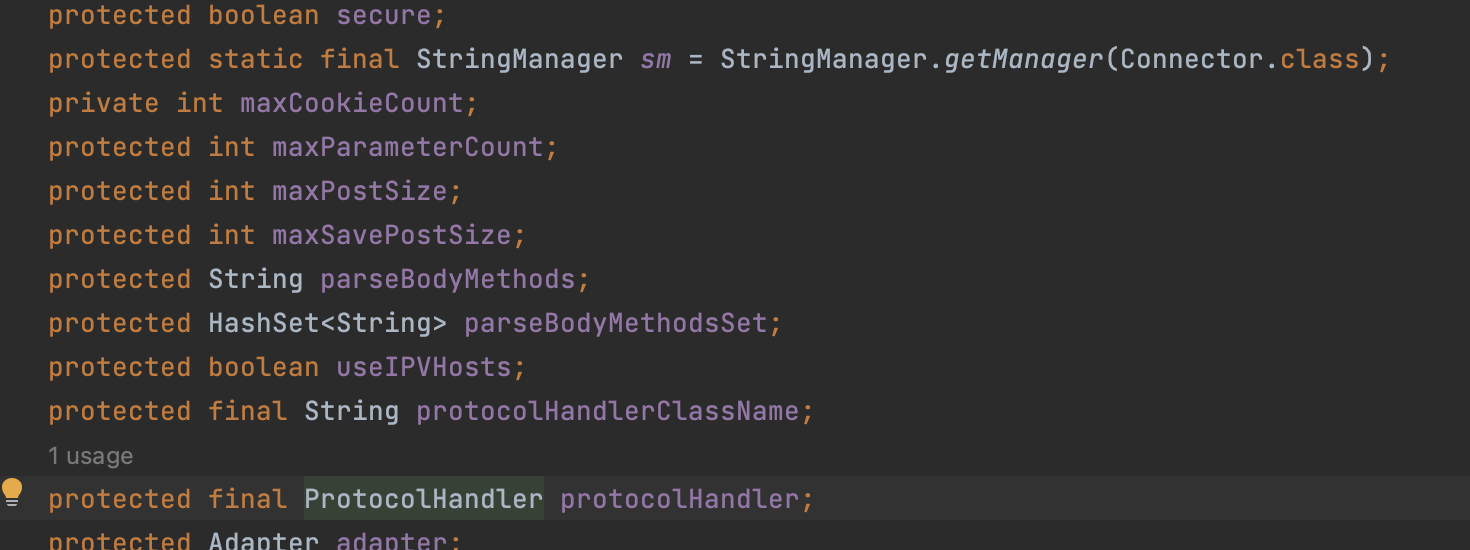 protected boolean secure;
protected static final StringManager sm = StringManager.getManager(Connector.class);
private int maxCookieCount;
protected int maxParameterCount;
protected int maxPostSize;
protected int maxSavePostSize;
protected String parseBodyMethods;
protected HashSet<String> parseBodyMethodsSet;
protected boolean useIPVHosts;
protected final String protocolHandlerClassName;
1 usage
protected final ProtocolHandler protocolHandler;
protected Adapter adapter;